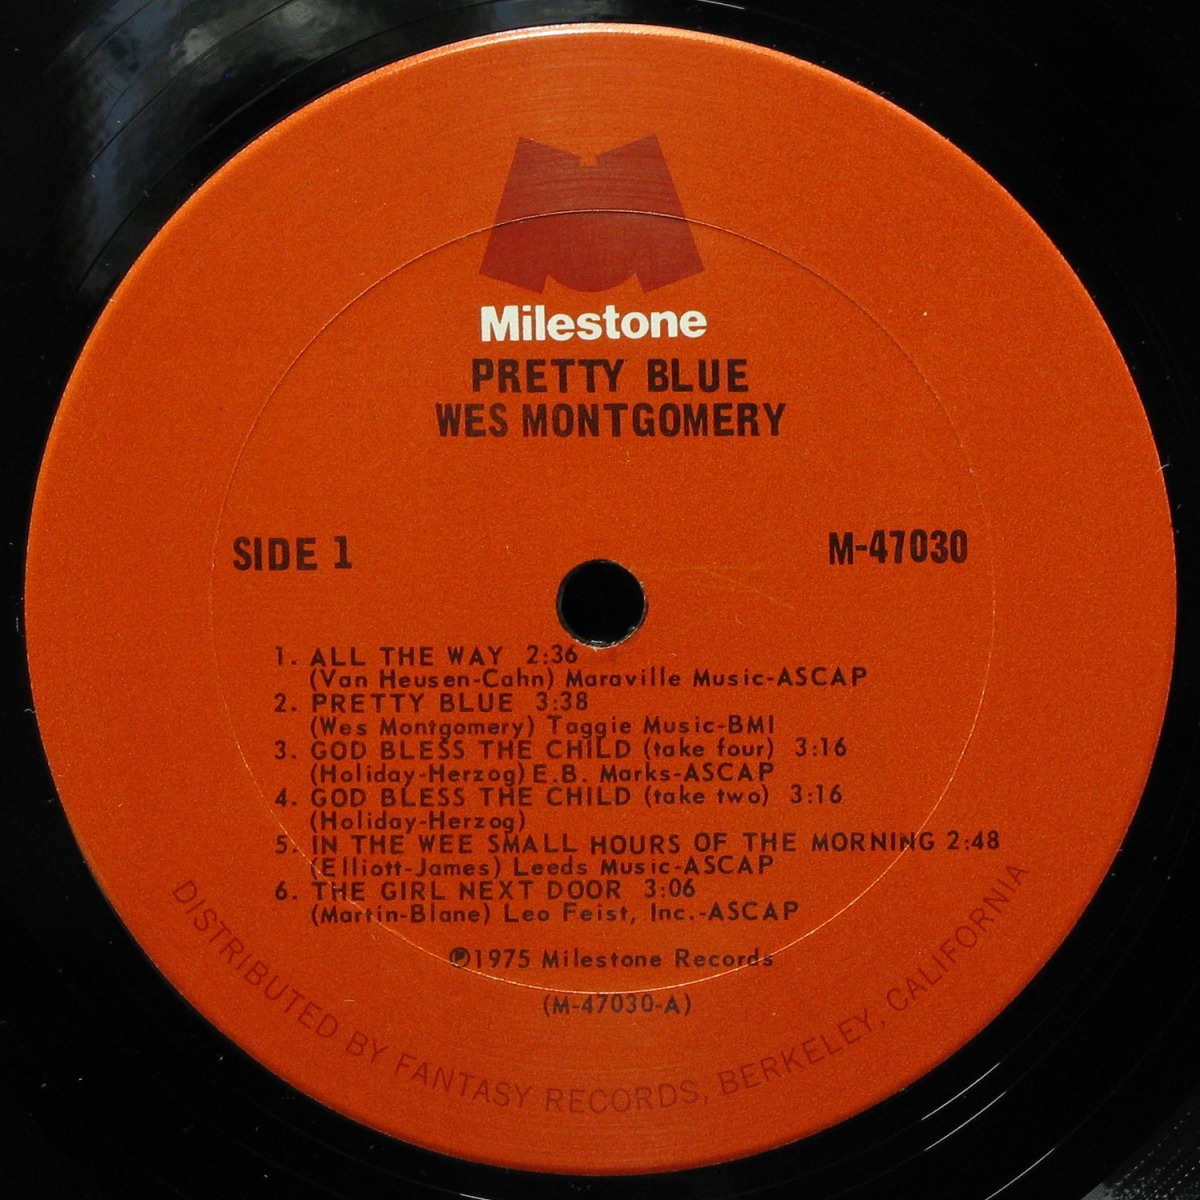 Milestone
PRETTY BLUE
WES MONTGOMERY
SIDE 1
M-47030
1. ALL THE WAY 2:36
(Van Heusen-Cahn) Maraville Music-ASCAP
2. PRETTY BLUE 3:38
(Wes Montgomery) Taggie Music-BMI
3. GOD BLESS THE CHILD (take four) 3:16
(Holiday-Herzog) E.B. Marks-ASCAP
4. GOD BLESS THE CHILD (take two) 3:16
(Holiday-Herzog)
5. IN THE WEE SMALL HOURS OF THE MORNING 2:48
(Elliott-James) Leeds Music-ASCAP
6. THE GIRL NEXT DOOR 3:06
(Martin-Blane) Leo Feist, Inc.-ASCAP
℗1975 Milestone Records
(M-47030-A)
DISTRIBUTED BY FANTASY RECORDS, BERKELEY, CALIFORNIA